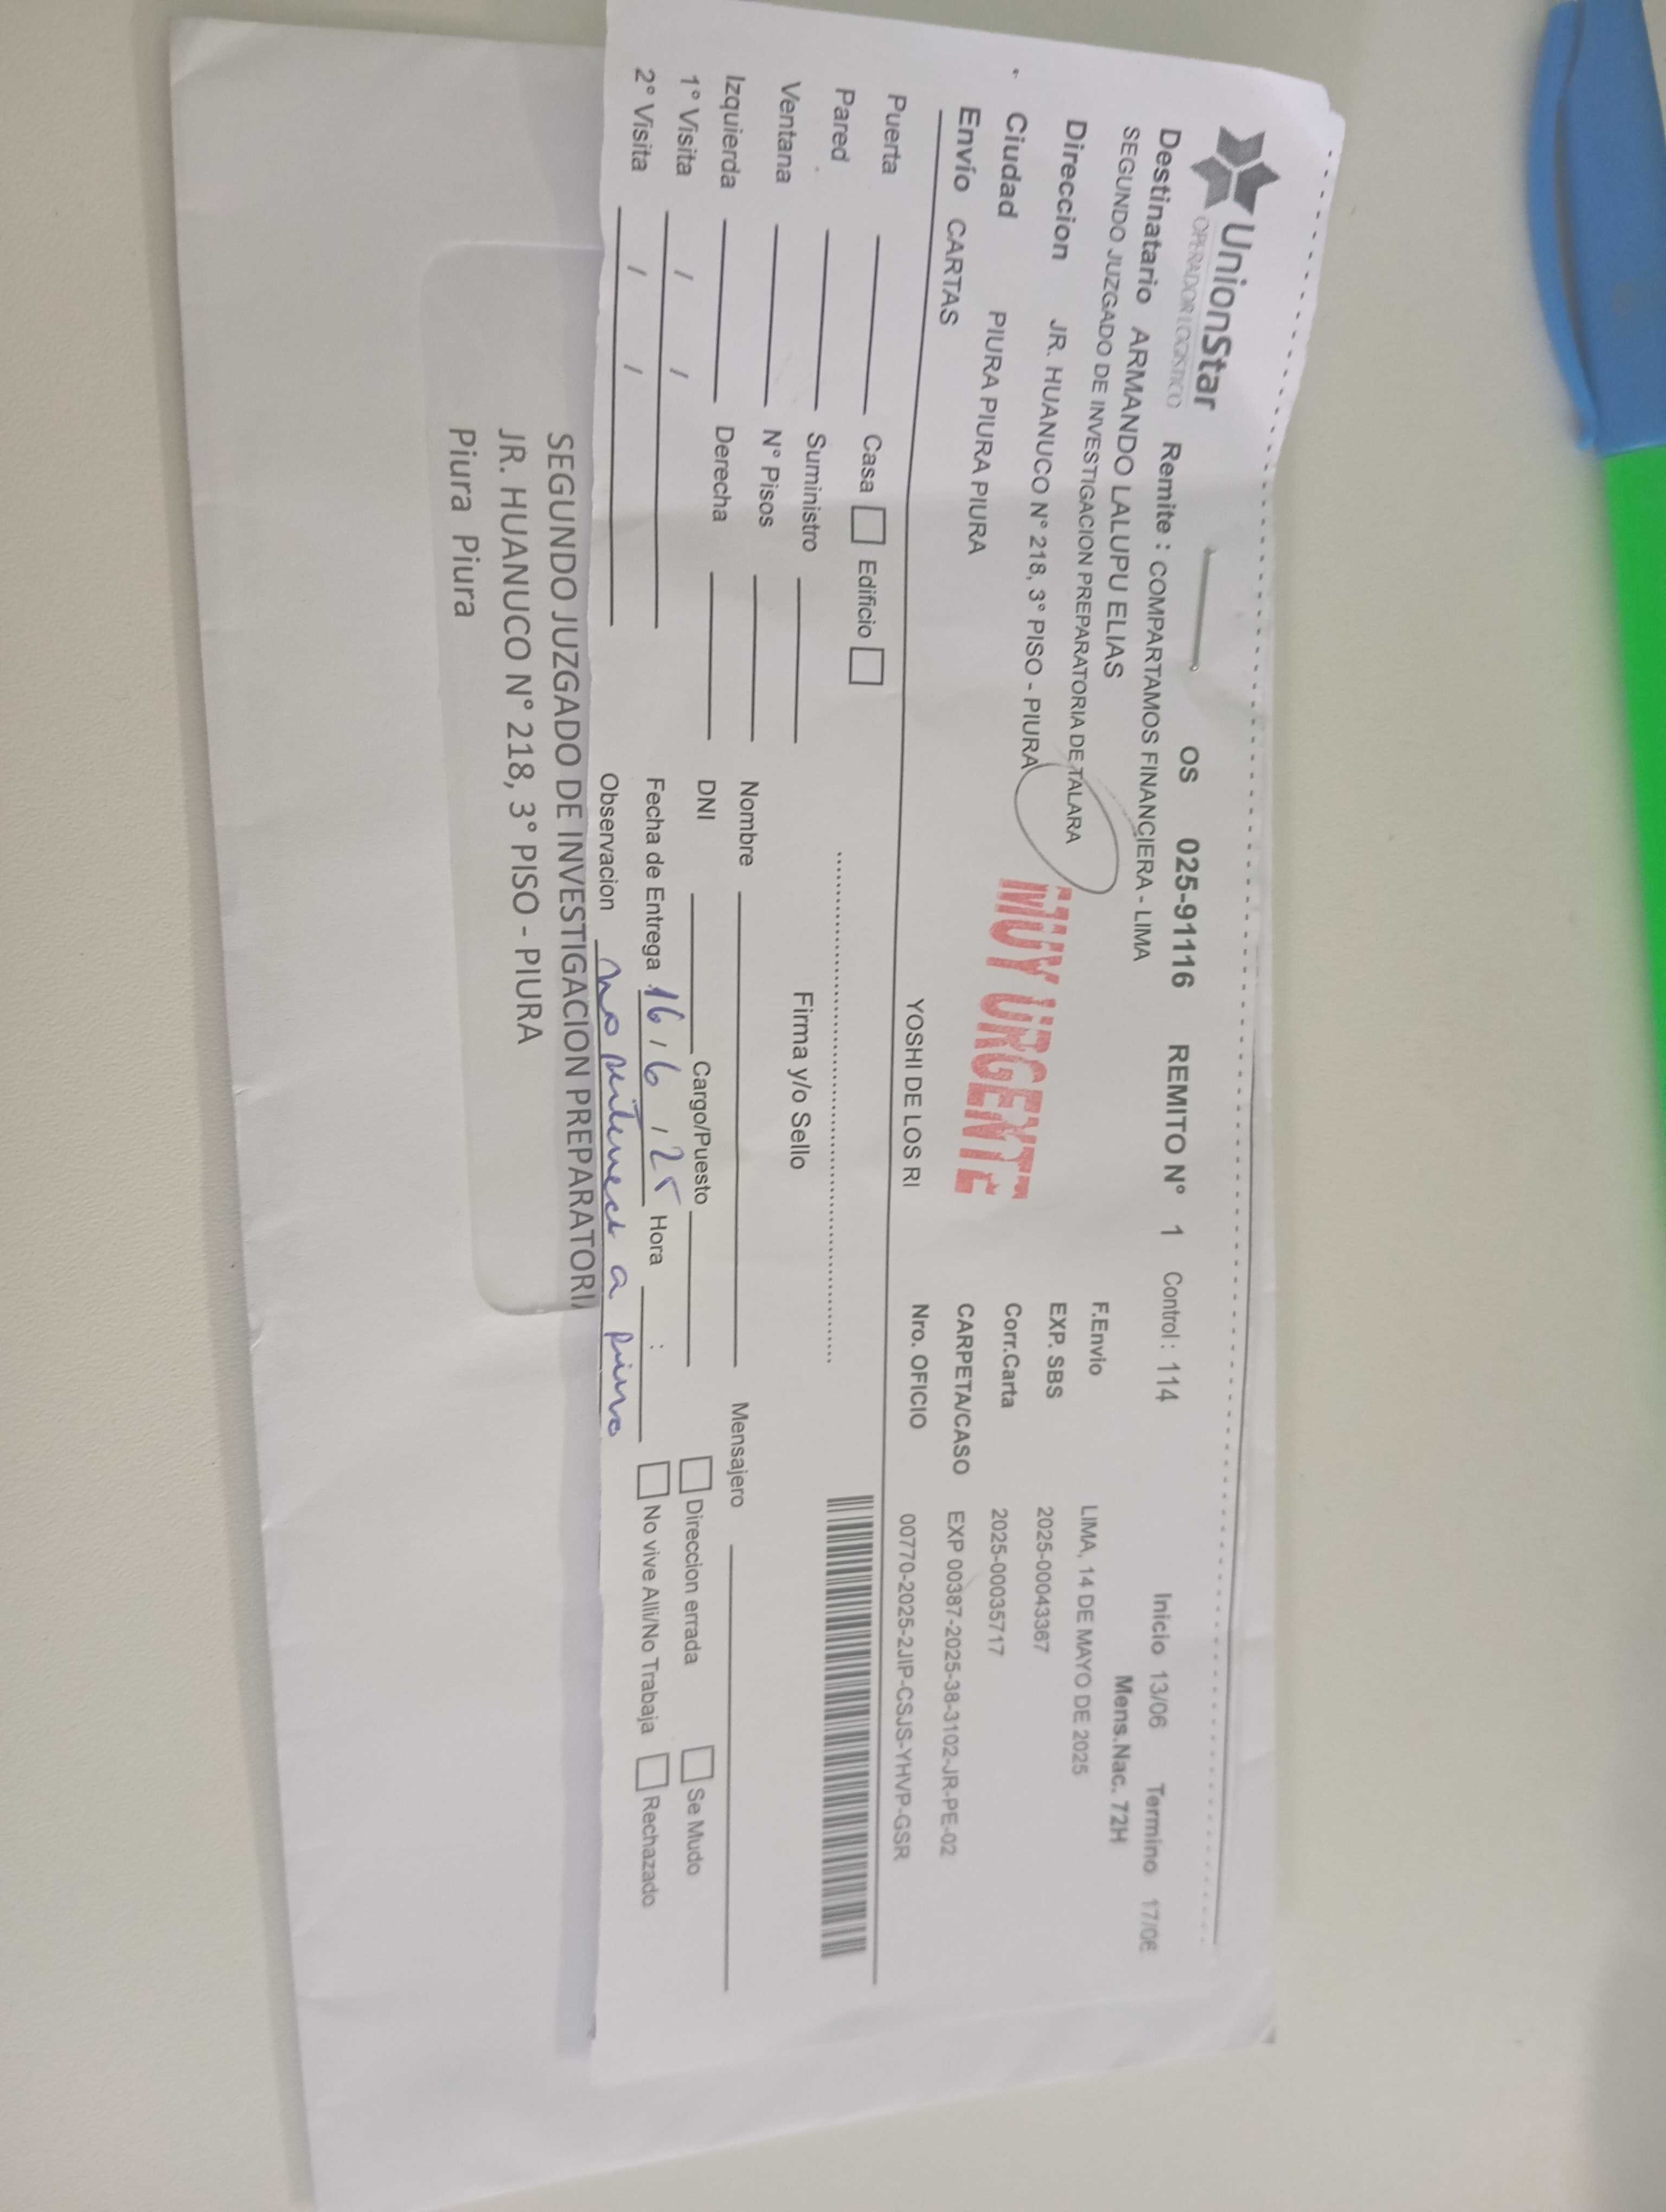 UnionStar
OPERADOR LOGISTICO
OS 025-91116 REMITO N° 1 Control : 114 Inicio 13/06 Termino 17/06
Remite : COMPARTAMOS FINANCIERA - LIMA
Mens.Nac. 72H
Destinatario ARMANDO LALUPU ELIAS
SEGUNDO JUZGADO DE INVESTIGACION PREPARATORIA DE TALARA
Direccion JR. HUANUCO N° 218, 3° PISO - PIURA
Ciudad PIURA PIURA PIURA
Envío CARTAS
MUY URGENTE
YOSHI DE LOS RI
F.Envio LIMA, 14 DE MAYO DE 2025
EXP. SBS 2025-00043367
Corr.Carta 2025-00035717
CARPETA/CASO EXP 00387-2025-38-3102-JR-PE-02
Nro. OFICIO 00770-2025-2JIP-CSJS-YHVP-GSR
Puerta Casa Edificio
Pared Suministro
Ventana N° Pisos
Izquierda Derecha
1° Visita / /
2° Visita / /
Firma y/o Sello
Nombre
DNI Cargo/Puesto
Fecha de Entrega 16 / 6 / 25 Hora :
Observacion no pertenece a piura
Mensajero
Direccion errada Se Mudo
No vive Alli/No Trabaja Rechazado
SEGUNDO JUZGADO DE INVESTIGACION PREPARATORIA
JR. HUANUCO N° 218, 3° PISO - PIURA
Piura Piura